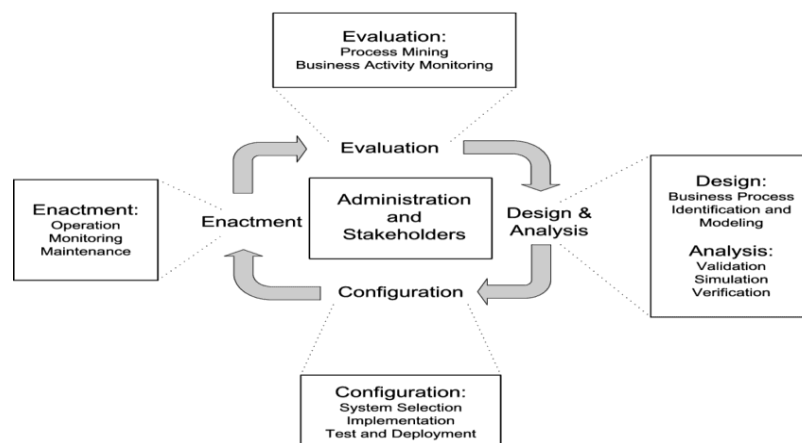 Evaluation:
Process Mining
Business Activity Monitoring
Evaluation
Enactment:
Operation
Monitoring
Maintenance
Enactment
Administration
and
Stakeholders
Design &
Analysis
Design:
Business Process
Identification and
Modeling
Analysis:
Validation
Simulation
Verification
Configuration
Configuration:
System Selection
Implementation
Test and Deployment